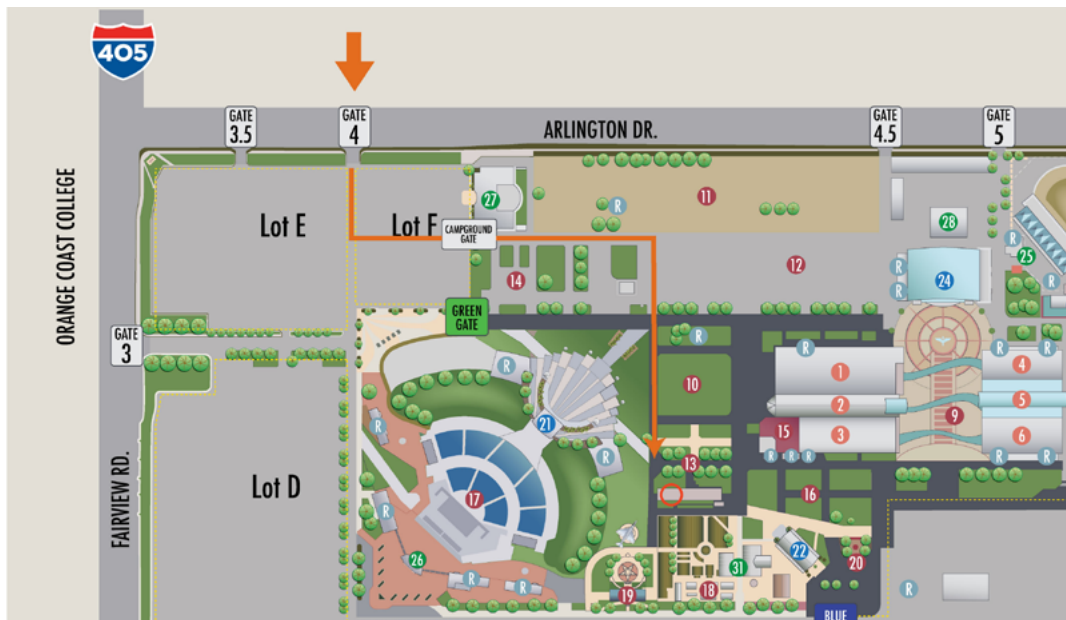 405
GATE
3.5
GATE
4
ARLINGTON DR.
GATE
4.5
GATE
5
ORANGE COAST COLLEGE
Lot E
Lot F
27
CAMPGROUND
GATE
R
11
28
R
25
R
12
R
24
R
R
14
GREEN
GATE
GATE
3
R
R
R
R
R
1
4
10
2
5
21
15
9
3
6
R
R
13
R
R
R
R
R
FAIRVIEW RD.
Lot D
17
16
R
22
26
31
20
R
R
19
18
R
BLUE